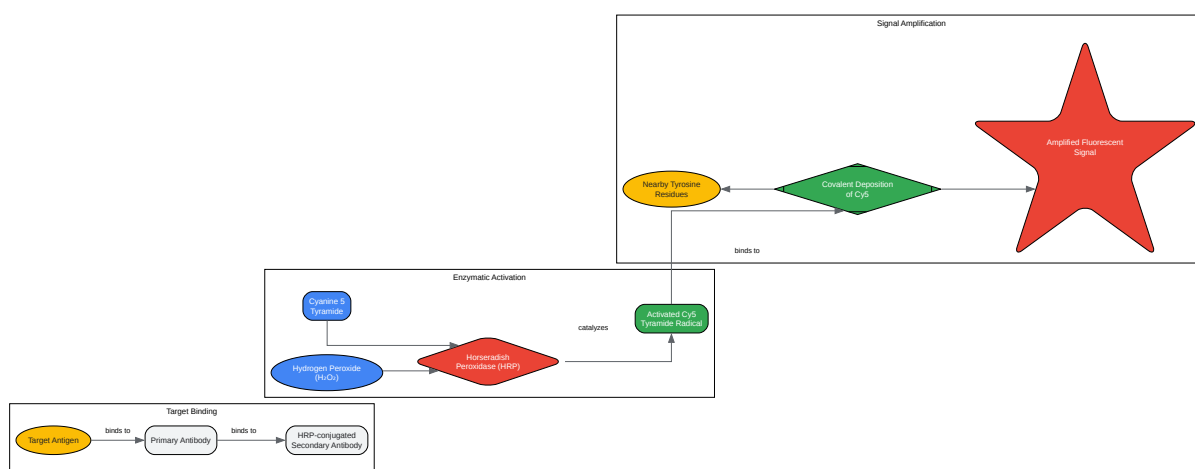 Signal Amplification
Amplified Fluorescent
Signal
Nearby Tyrosine
Residues
Covalent Deposition
of Cy5
binds to
Enzymatic Activation
Cyanine 5
Tyramide
Activated Cy5
Tyramide Radical
catalyzes
Horseradish
Peroxidase (HRP)
Hydrogen Peroxide
(H₂O₂)
Target Binding
Target Antigen
binds to
Primary Antibody
binds to
HRP-conjugated
Secondary Antibody